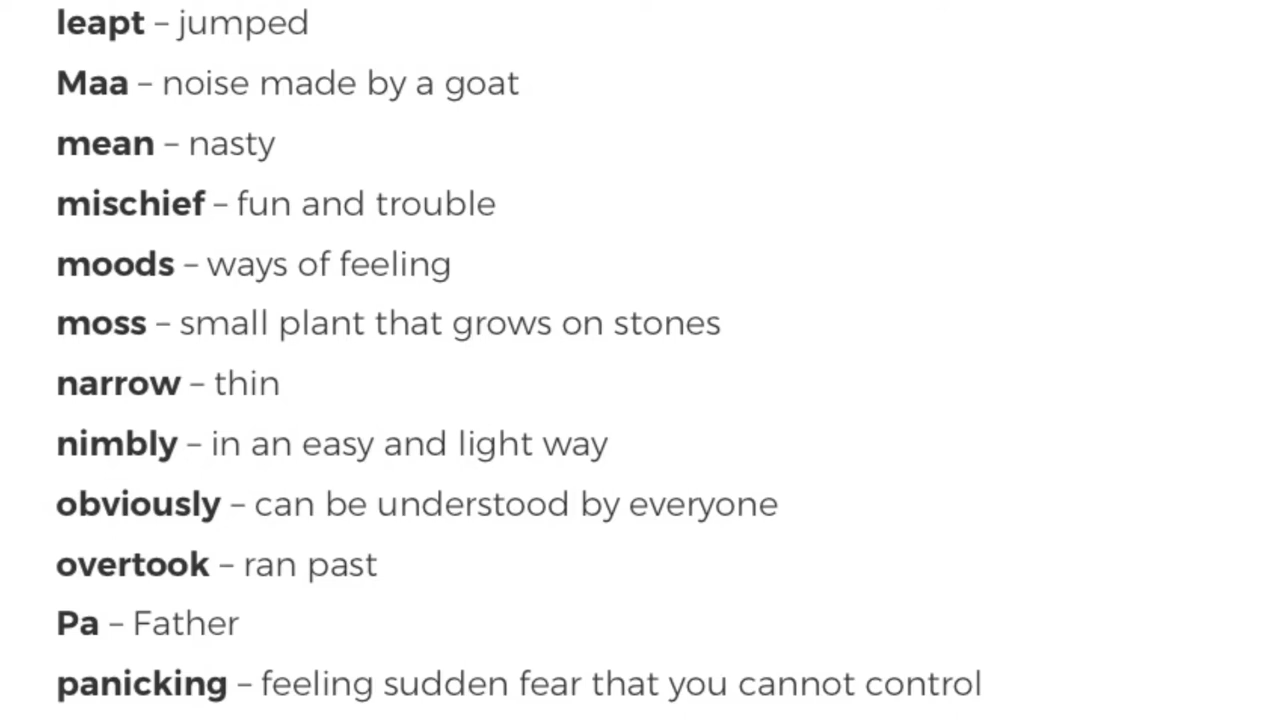 leapt – jumped
Maa – noise made by a goat
mean – nasty
mischief – fun and trouble
moods – ways of feeling
moss – small plant that grows on stones
narrow – thin
nimbly – in an easy and light way
obviously – can be understood by everyone
overtook – ran past
Pa – Father
panicking – feeling sudden fear that you cannot control